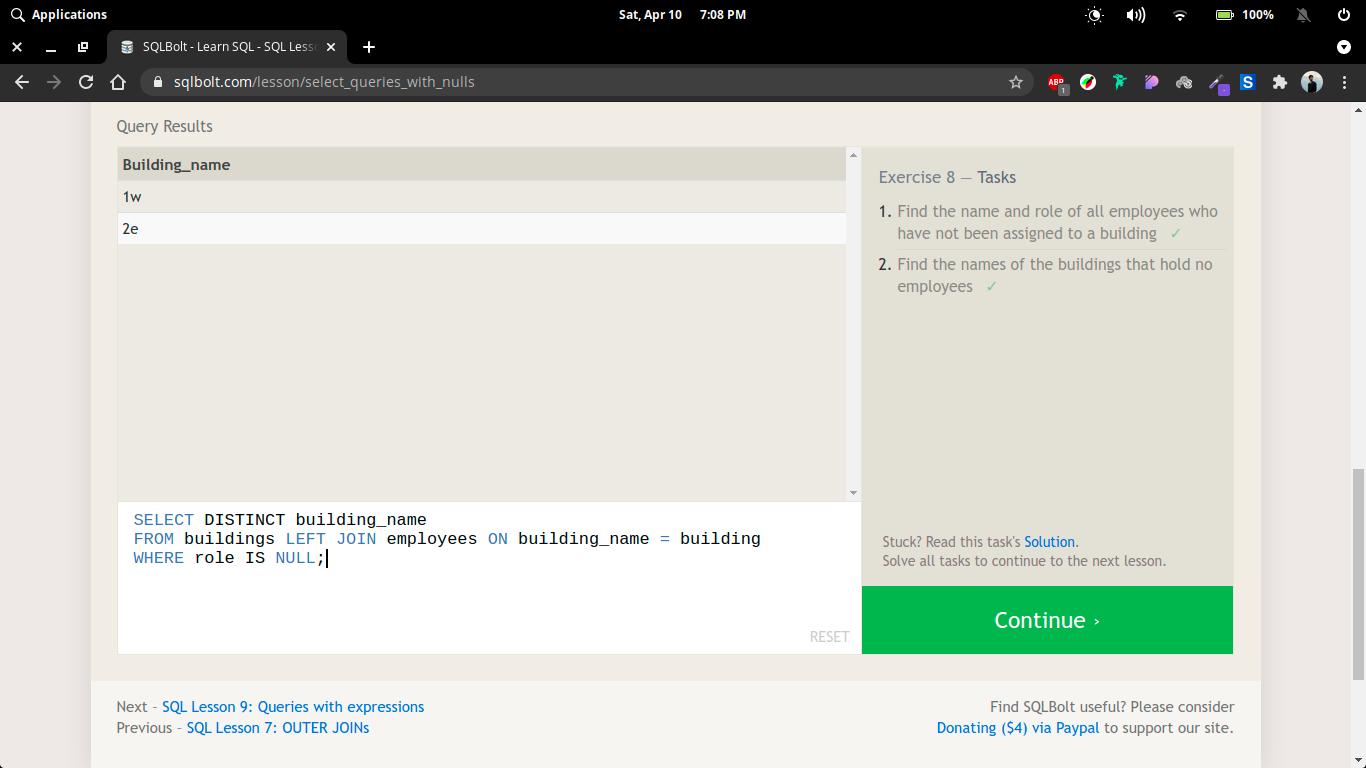 Applications
Sat, Apr 10 7:08 PM
100%
SQLBolt - Learn SQL - SQL Less
sqlbolt.com/lesson/select_queries_with_nulls
ABP
1
S
Query Results
Building_name
1w
2e
Exercise 8 — Tasks
1. Find the name and role of all employees who
have not been assigned to a building ✓
2. Find the names of the buildings that hold no
employees ✓
SELECT DISTINCT building_name
FROM buildings LEFT JOIN employees ON building_name = building
WHERE role IS NULL;
RESET
Stuck? Read this task's Solution.
Solve all tasks to continue to the next lesson.
Continue ›
Next - SQL Lesson 9: Queries with expressions
Previous - SQL Lesson 7: OUTER JOINs
Find SQLBolt useful? Please consider
Donating ($4) via Paypal to support our site.